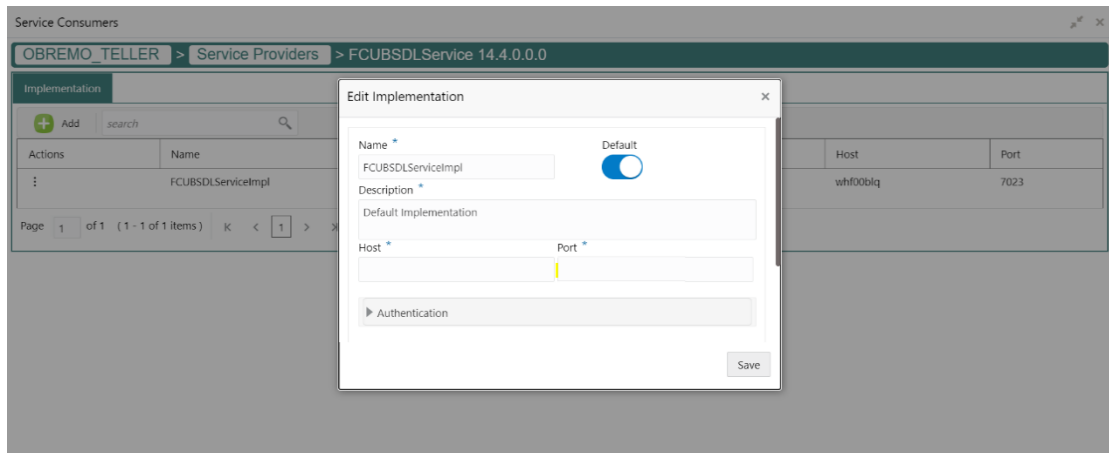 Service Consumers
OBREMO_TELLER > Service Providers > FCUBSDLService 14.4.0.0.0
Implementation
Add search
Actions Name Host Port
FCUBSDLServiceImpl whf00blq 7023
Page 1 of 1 (1 - 1 of 1 items) K < 1 >
Edit Implementation ×
Name * Default
FCUBSDLServiceImpl
Description *
Default Implementation
Host * Port *
Authentication
Save